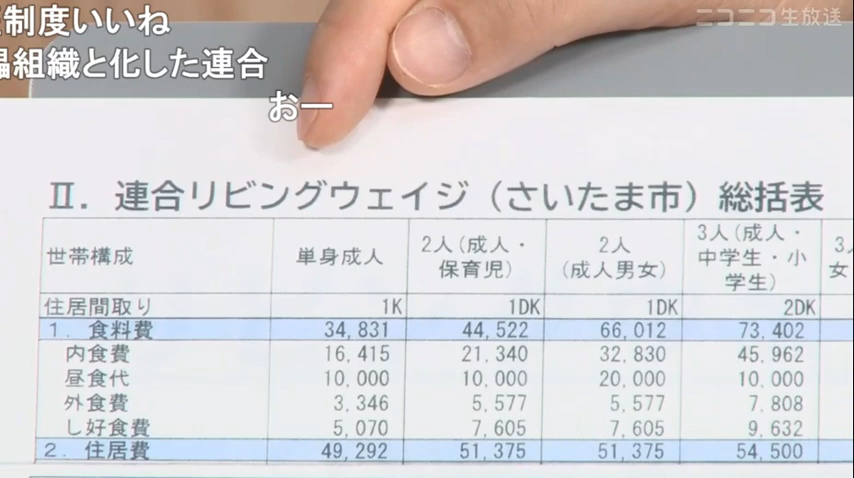 制度いいね
ニコニコ生放送
組織と化した連合
おー
Ⅱ．連合リビングウェイジ（さいたま市）総括表
世帯構成 単身成人 2人(成人・保育児) 2人(成人男女) 3人(成人・中学生・小学生) 3人 女
住居間取り 1K 1DK 1DK 2DK
1．食料費 34,831 44,522 66,012 73,402
内食費 16,415 21,340 32,830 45,962
昼食代 10,000 10,000 20,000 10,000
外食費 3,346 5,577 5,577 7,808
し好食費 5,070 7,605 7,605 9,632
2．住居費 49,292 51,375 51,375 54,500